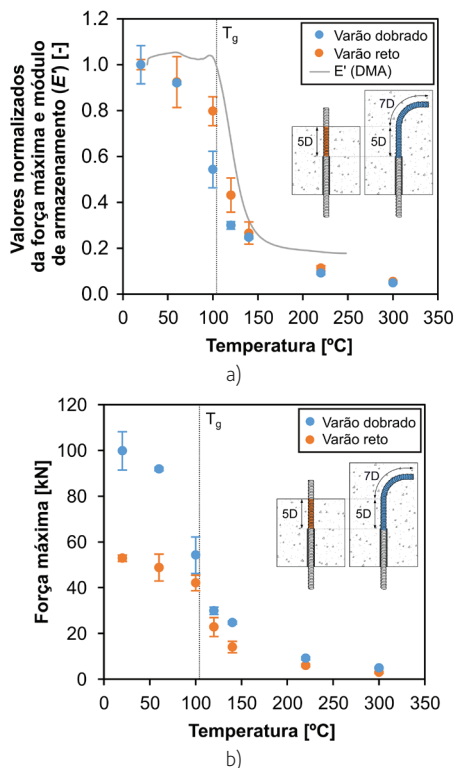 Valores normalizados
da força máxima e módulo
de armazenamento (E') [-]
1.2
1.0
0.8
0.6
0.4
0.2
0.0
Tg
Varão dobrado
Varão reto
E' (DMA)
5D
7D
5D
0 50 100 150 200 250 300 350
Temperatura [ºC]
a)
Força máxima [kN]
120
100
80
60
40
20
0
Tg
Varão dobrado
Varão reto
5D
7D
5D
0 50 100 150 200 250 300 350
Temperatura [ºC]
b)